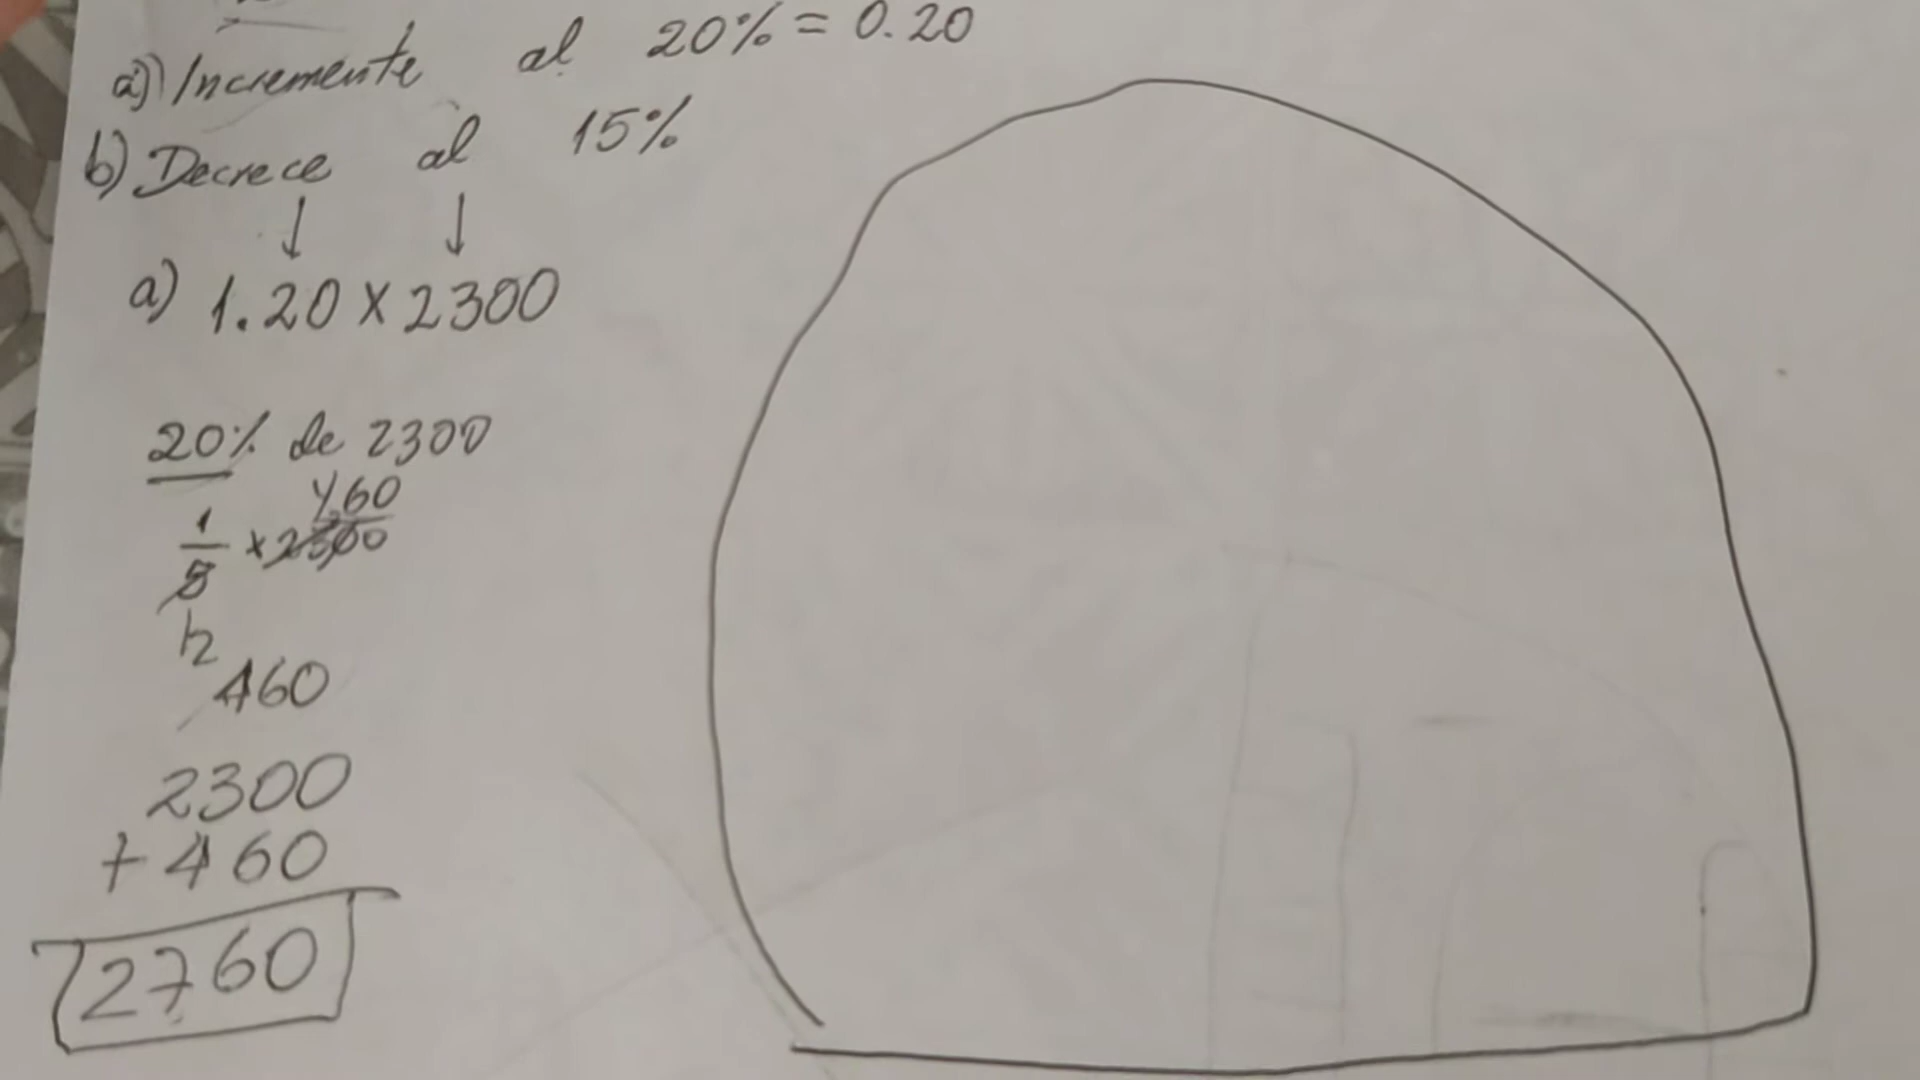 a) Incremente al 20% = 0.20
b) Decrece al 15%
a) 1.20 x 2300
20% de 2300
460
1/5 x 2300
460
2300
+ 460
2760